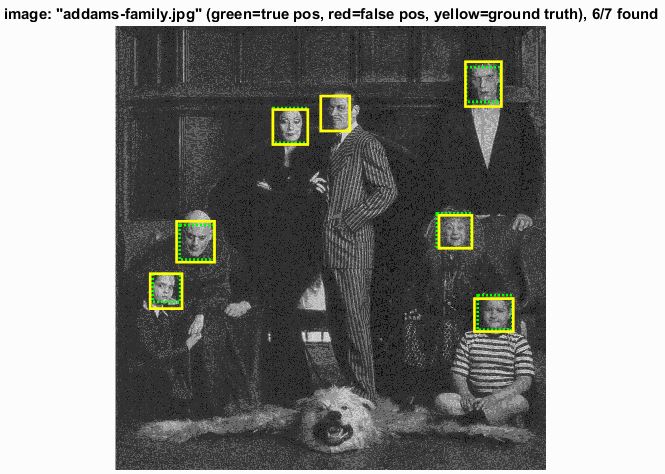 image: "addams-family.jpg" (green=true pos, red=false pos, yellow=ground truth), 6/7 found